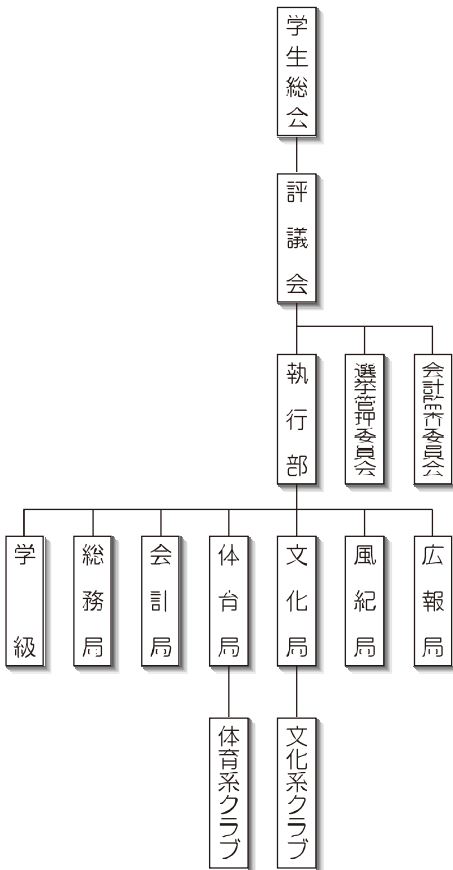 学生総会
評議会
執行部
選挙管理委員会
会計監査委員会
学級
総務局
会計局
体育局
文化局
風紀局
広報局
体育系クラブ
文化系クラブ